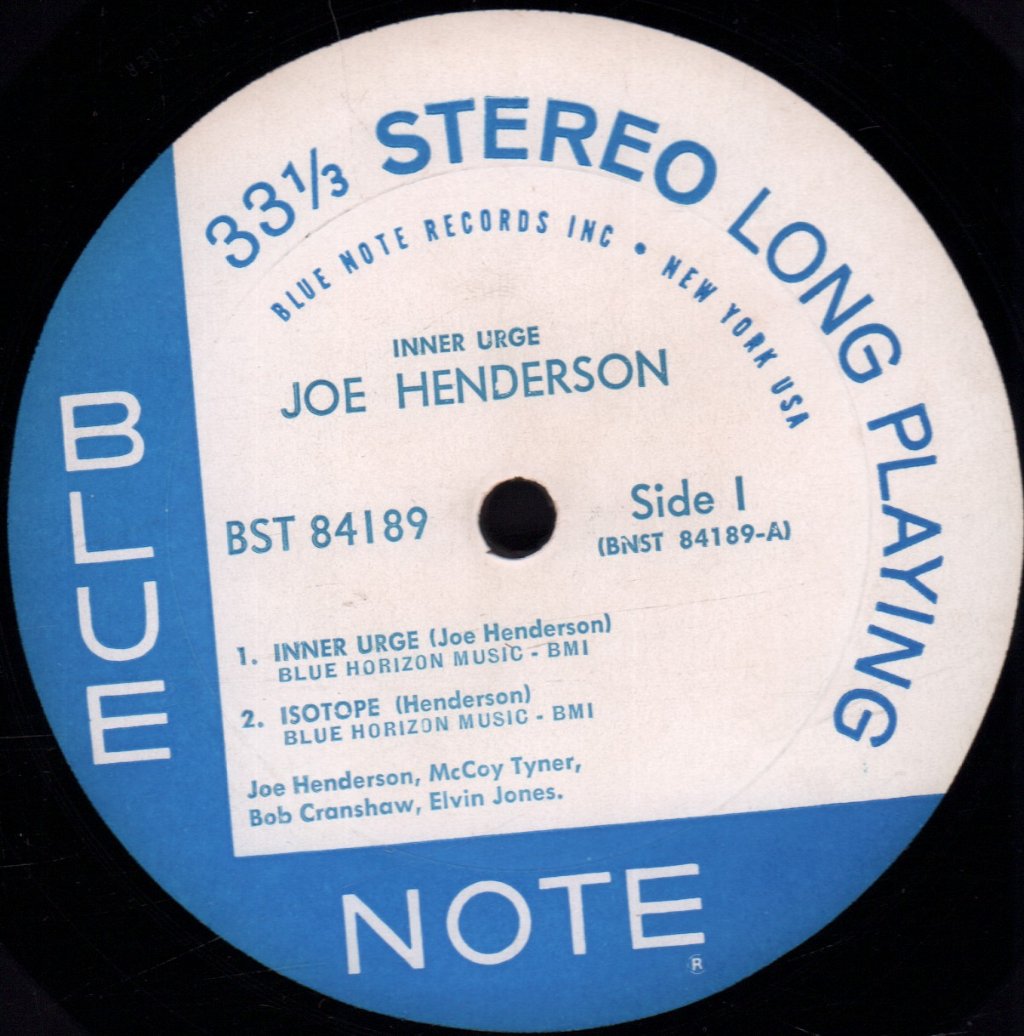 33⅓ STEREO LONG PLAYING
BLUE NOTE RECORDS INC • NEW YORK USA
INNER URGE
JOE HENDERSON
BST 84189
Side 1
(BNST 84189-A)
1. INNER URGE (Joe Henderson)
BLUE HORIZON MUSIC - BMI
2. ISOTOPE (Henderson)
BLUE HORIZON MUSIC - BMI
Joe Henderson, McCoy Tyner,
Bob Cranshaw, Elvin Jones.
BLUE
NOTE
®